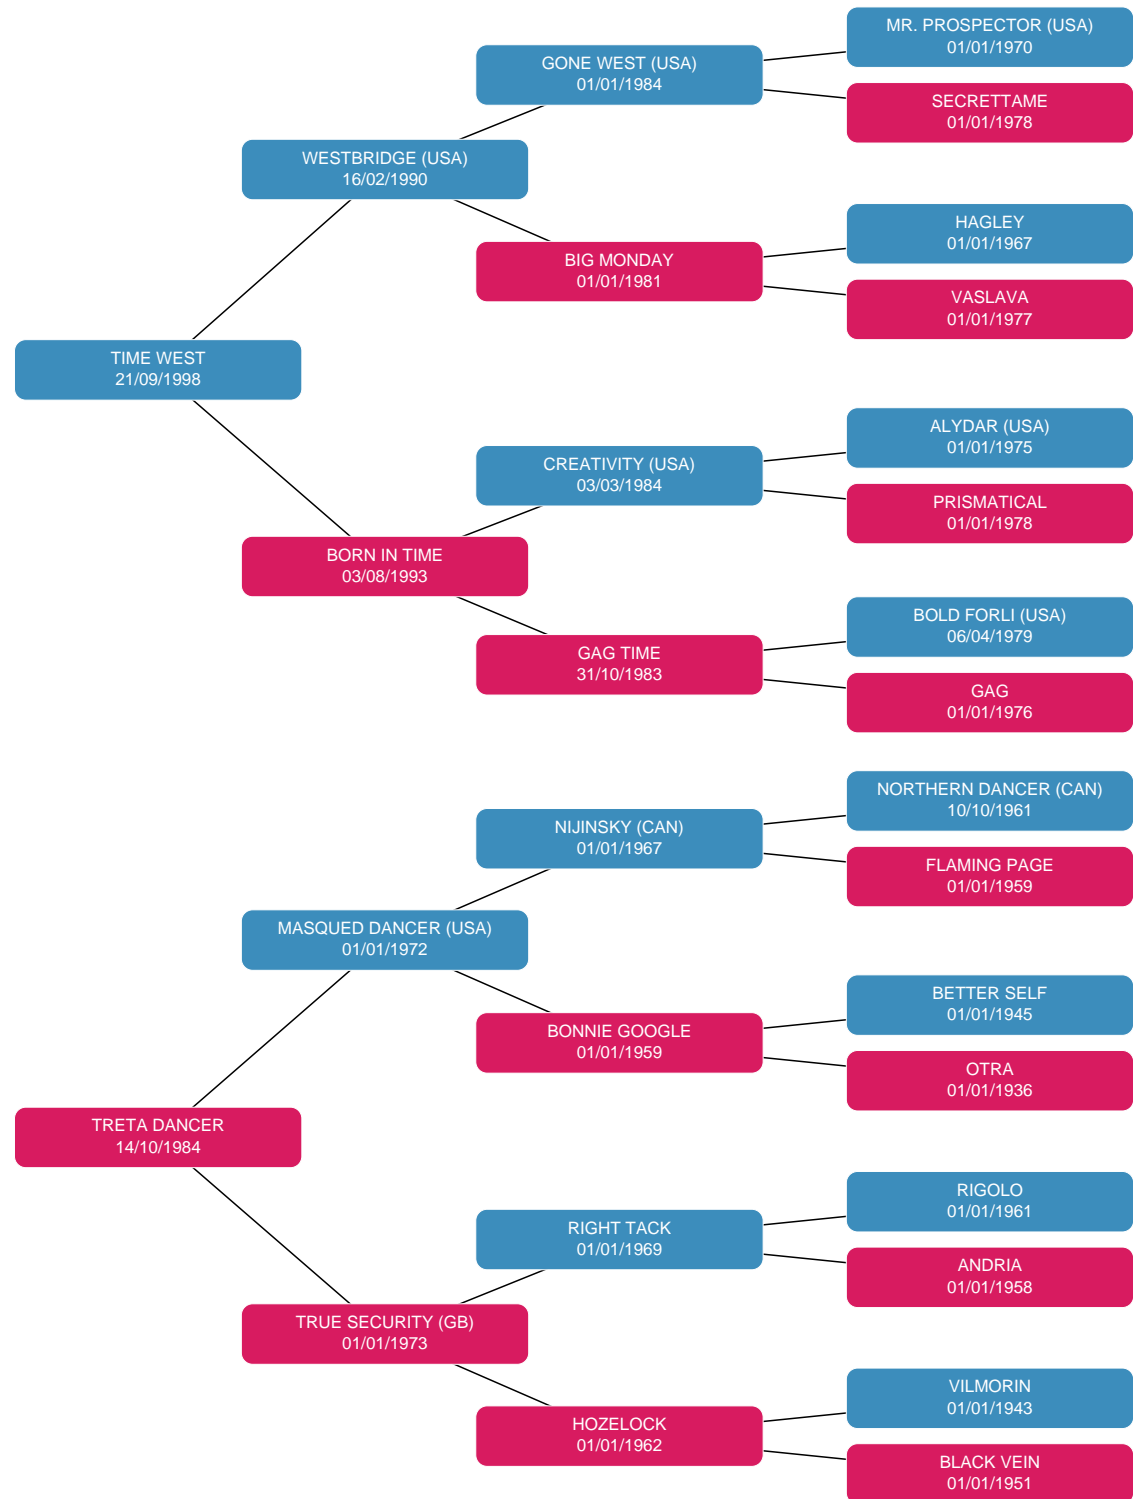 MR. PROSPECTOR (USA)
01/01/1970
GONE WEST (USA)
01/01/1984
SECRETTAME
01/01/1978
WESTBRIDGE (USA)
16/02/1990
HAGLEY
01/01/1967
BIG MONDAY
01/01/1981
VASLAVA
01/01/1977
TIME WEST
21/09/1998
ALYDAR (USA)
01/01/1975
CREATIVITY (USA)
03/03/1984
PRISMATICAL
01/01/1978
BORN IN TIME
03/08/1993
BOLD FORLI (USA)
06/04/1979
GAG TIME
31/10/1983
GAG
01/01/1976
NORTHERN DANCER (CAN)
10/10/1961
NIJINSKY (CAN)
01/01/1967
FLAMING PAGE
01/01/1959
MASQUED DANCER (USA)
01/01/1972
BETTER SELF
01/01/1945
BONNIE GOOGLE
01/01/1959
OTRA
01/01/1936
TRETA DANCER
14/10/1984
RIGOLO
01/01/1961
RIGHT TACK
01/01/1969
ANDRIA
01/01/1958
TRUE SECURITY (GB)
01/01/1973
VILMORIN
01/01/1943
HOZELOCK
01/01/1962
BLACK VEIN
01/01/1951